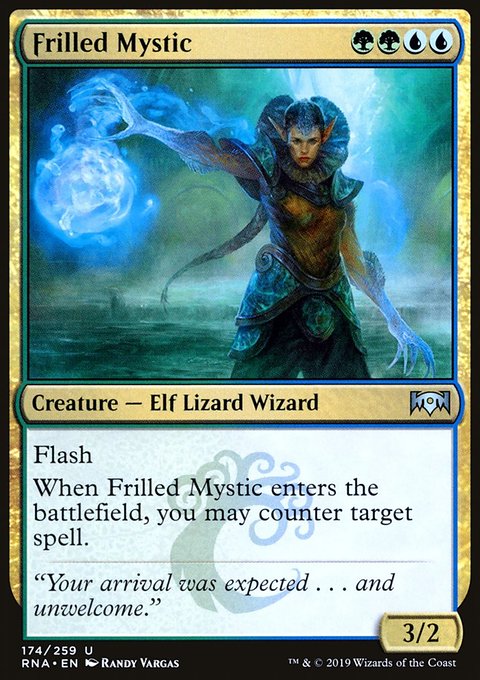 Frilled Mystic
Creature — Elf Lizard Wizard
Flash
When Frilled Mystic enters the
battlefield, you may counter target
spell.
“Your arrival was expected . . . and
unwelcome.”
3/2
174/259 U
RNA • EN Randy Vargas
™ & © 2019 Wizards of the Coast